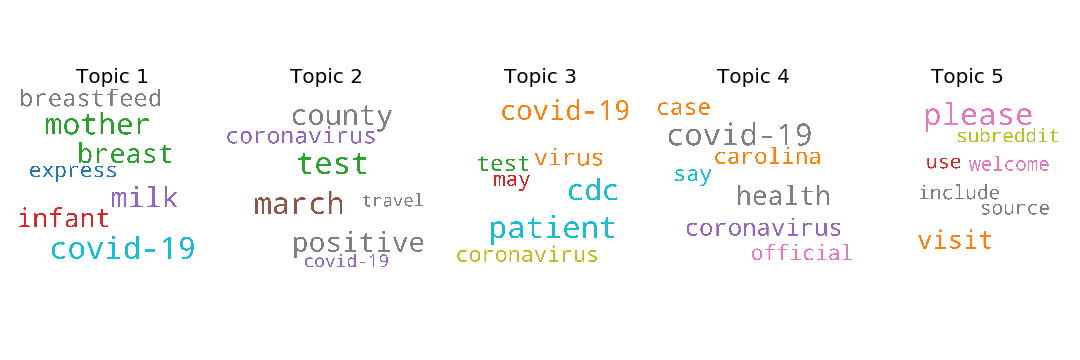 Topic 1
breastfeed
mother
breast
express
milk
infant
covid-19
Topic 2
county
coronavirus
test
march
travel
positive
covid-19
Topic 3
covid-19
virus
test
may
cdc
patient
coronavirus
Topic 4
case
covid-19
carolina
say
health
coronavirus
official
Topic 5
please
subreddit
use welcome
include
source
visit